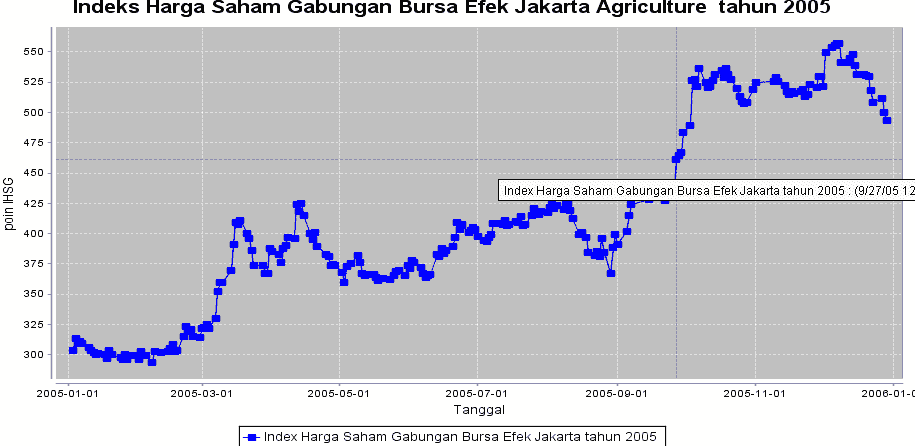 Indeks Harga Saham Gabungan Bursa Efek Jakarta Agriculture tahun 2005
poin IHSG
550
525
500
475
450
425
400
375
350
325
300
Index Harga Saham Gabungan Bursa Efek Jakarta tahun 2005 : (9/27/05 12
2005-01-01 2005-03-01 2005-05-01 2005-07-01 2005-09-01 2005-11-01 2006-01-0
Tanggal
Index Harga Saham Gabungan Bursa Efek Jakarta tahun 2005